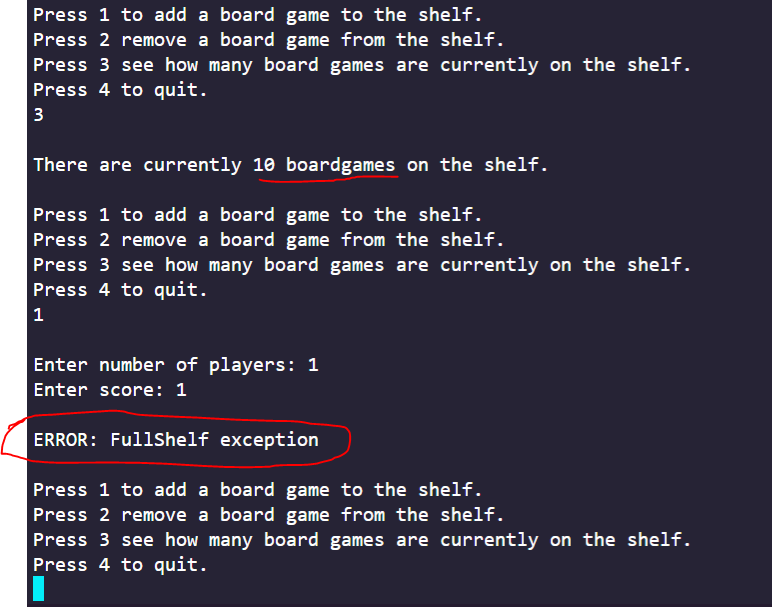 Press 1 to add a board game to the shelf.
Press 2 remove a board game from the shelf.
Press 3 see how many board games are currently on the shelf.
Press 4 to quit.
3
There are currently 10 boardgames on the shelf.
Press 1 to add a board game to the shelf.
Press 2 remove a board game from the shelf.
Press 3 see how many board games are currently on the shelf.
Press 4 to quit.
1
Enter number of players: 1
Enter score: 1
ERROR: FullShelf exception
Press 1 to add a board game to the shelf.
Press 2 remove a board game from the shelf.
Press 3 see how many board games are currently on the shelf.
Press 4 to quit.